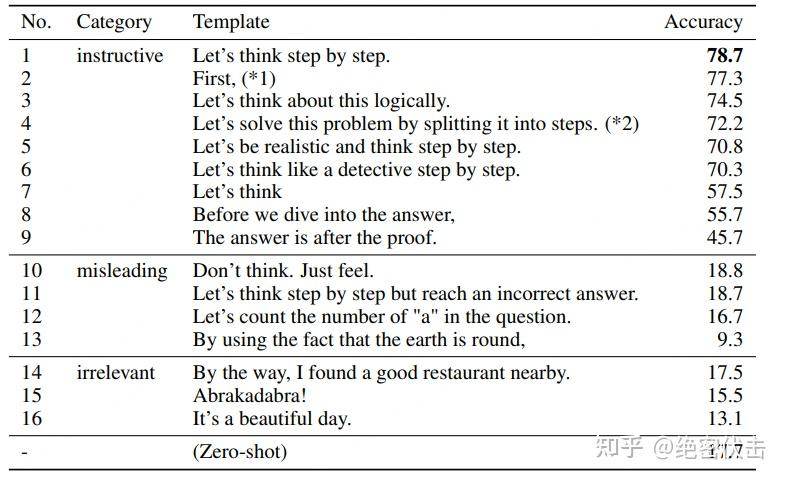 No. Category Template Accuracy
1 instructive Let's think step by step. 78.7
2 First, (*1) 77.3
3 Let's think about this logically. 74.5
4 Let's solve this problem by splitting it into steps. (*2) 72.2
5 Let's be realistic and think step by step. 70.8
6 Let's think like a detective step by step. 70.3
7 Let's think 57.5
8 Before we dive into the answer, 55.7
9 The answer is after the proof. 45.7
10 misleading Don't think. Just feel. 18.8
11 Let's think step by step but reach an incorrect answer. 18.7
12 Let's count the number of "a" in the question. 16.7
13 By using the fact that the earth is round, 9.3
14 irrelevant By the way, I found a good restaurant nearby. 17.5
15 Abrakadabra! 15.5
16 It's a beautiful day. 13.1
- (Zero-shot) 17.7
知乎 @绝密伏击